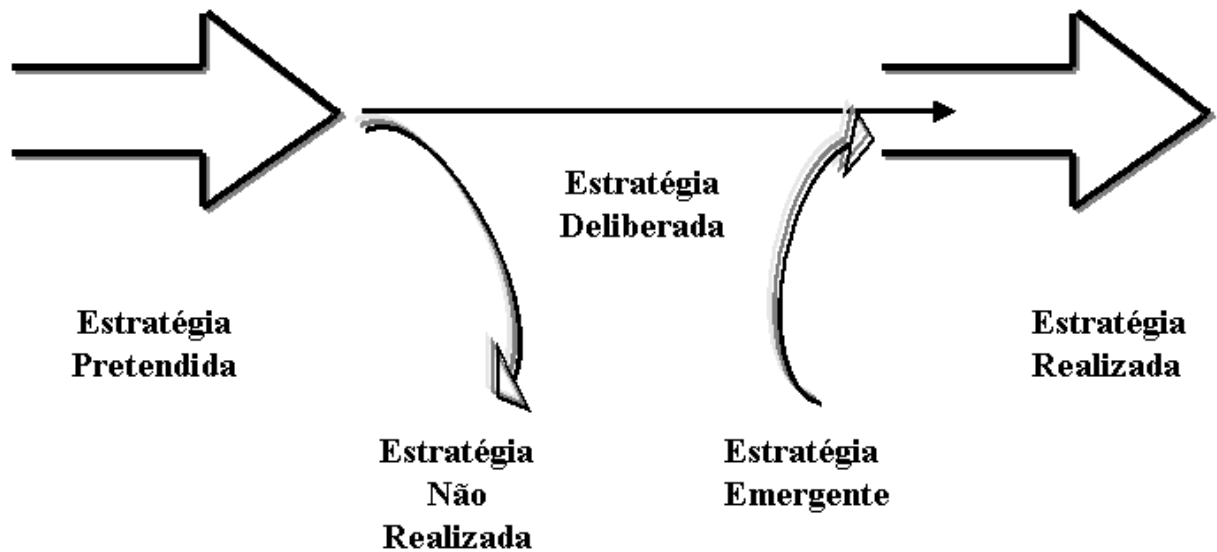 Estratégia
Deliberada
Estratégia
Pretendida
Estratégia
Realizada
Estratégia
Não
Realizada
Estratégia
Emergente